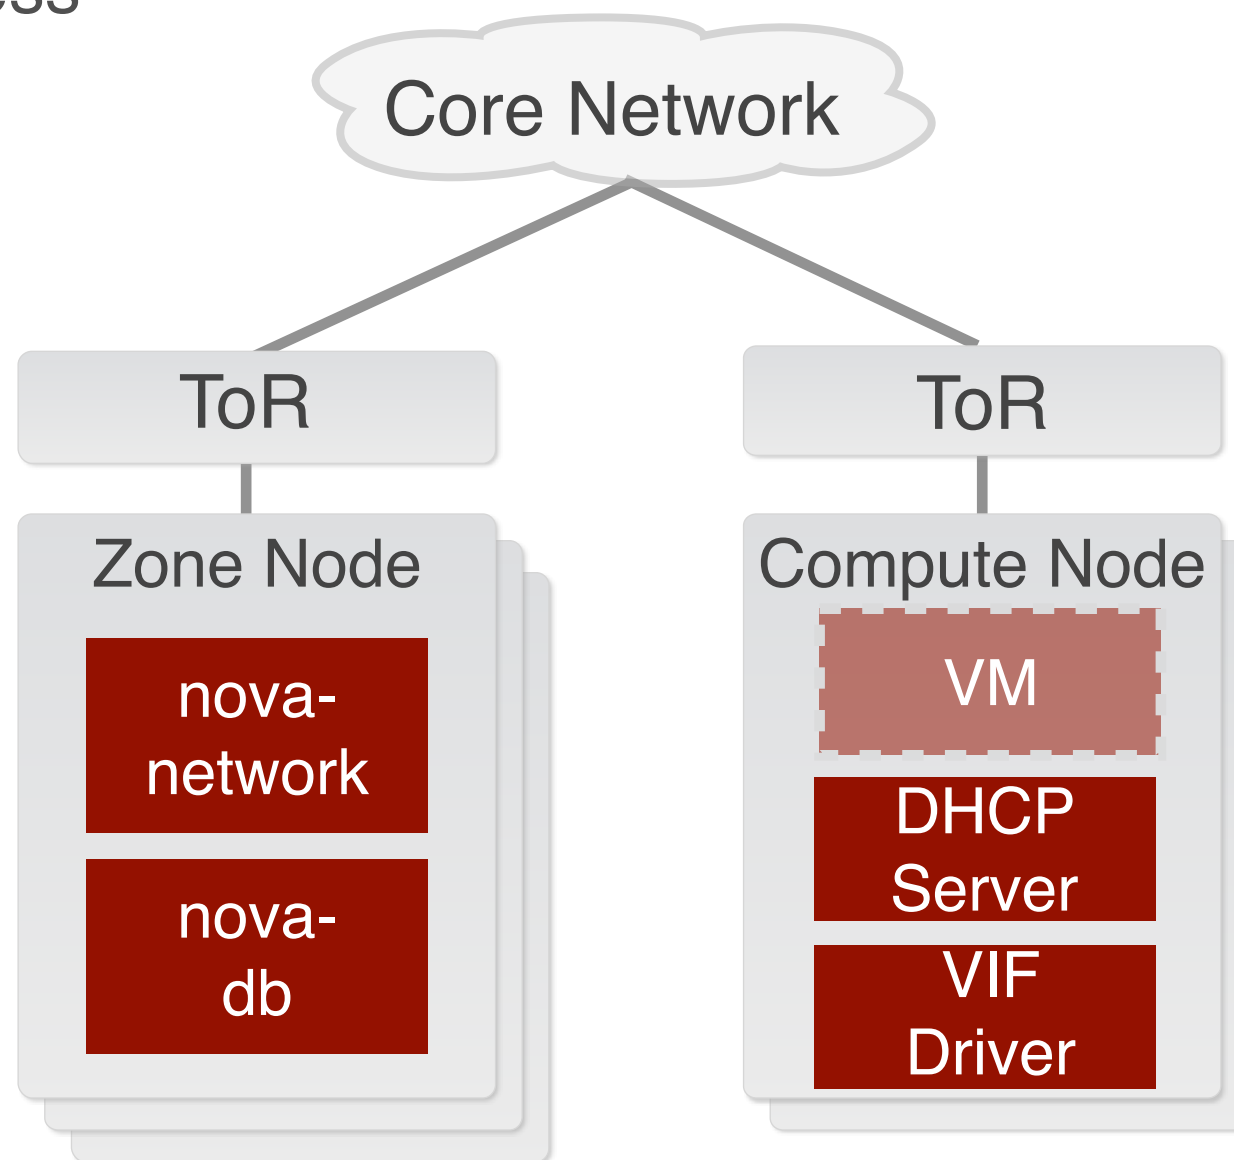 Core Network
ToR
ToR
Zone Node
nova-
network
nova-
db
Compute Node
VM
DHCP
Server
VIF
Driver